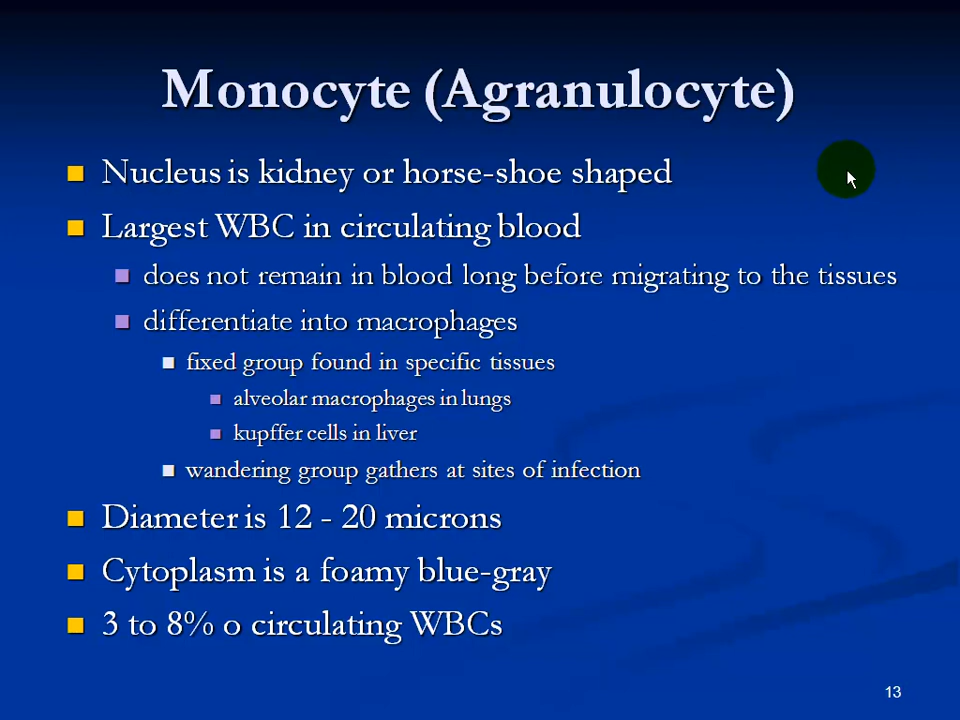 Monocyte (Agranulocyte)
Nucleus is kidney or horse-shoe shaped
Largest WBC in circulating blood
does not remain in blood long before migrating to the tissues
differentiate into macrophages
fixed group found in specific tissues
alveolar macrophages in lungs
kupffer cells in liver
wandering group gathers at sites of infection
Diameter is 12 - 20 microns
Cytoplasm is a foamy blue-gray
3 to 8% o circulating WBCs
13